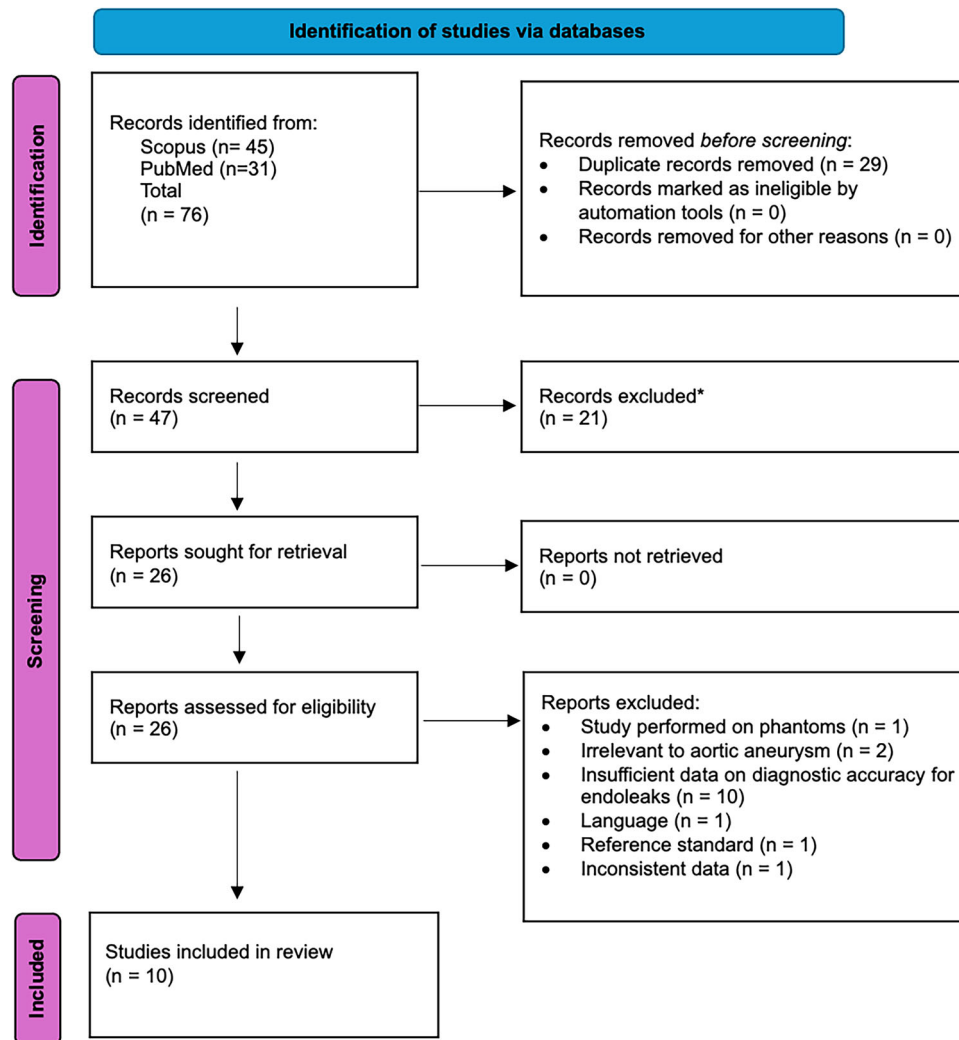 Identification of studies via databases
Identification
Records identified from:
Scopus (n= 45)
PubMed (n=31)
Total
(n = 76)
Records removed before screening:
• Duplicate records removed (n = 29)
• Records marked as ineligible by
automation tools (n = 0)
• Records removed for other reasons (n = 0)
Screening
Records screened
(n = 47)
Records excluded*
(n = 21)
Reports sought for retrieval
(n = 26)
Reports not retrieved
(n = 0)
Reports assessed for eligibility
(n = 26)
Reports excluded:
• Study performed on phantoms (n = 1)
• Irrelevant to aortic aneurysm (n = 2)
• Insufficient data on diagnostic accuracy for
endoleaks (n = 10)
• Language (n = 1)
• Reference standard (n = 1)
• Inconsistent data (n = 1)
Included
Studies included in review
(n = 10)